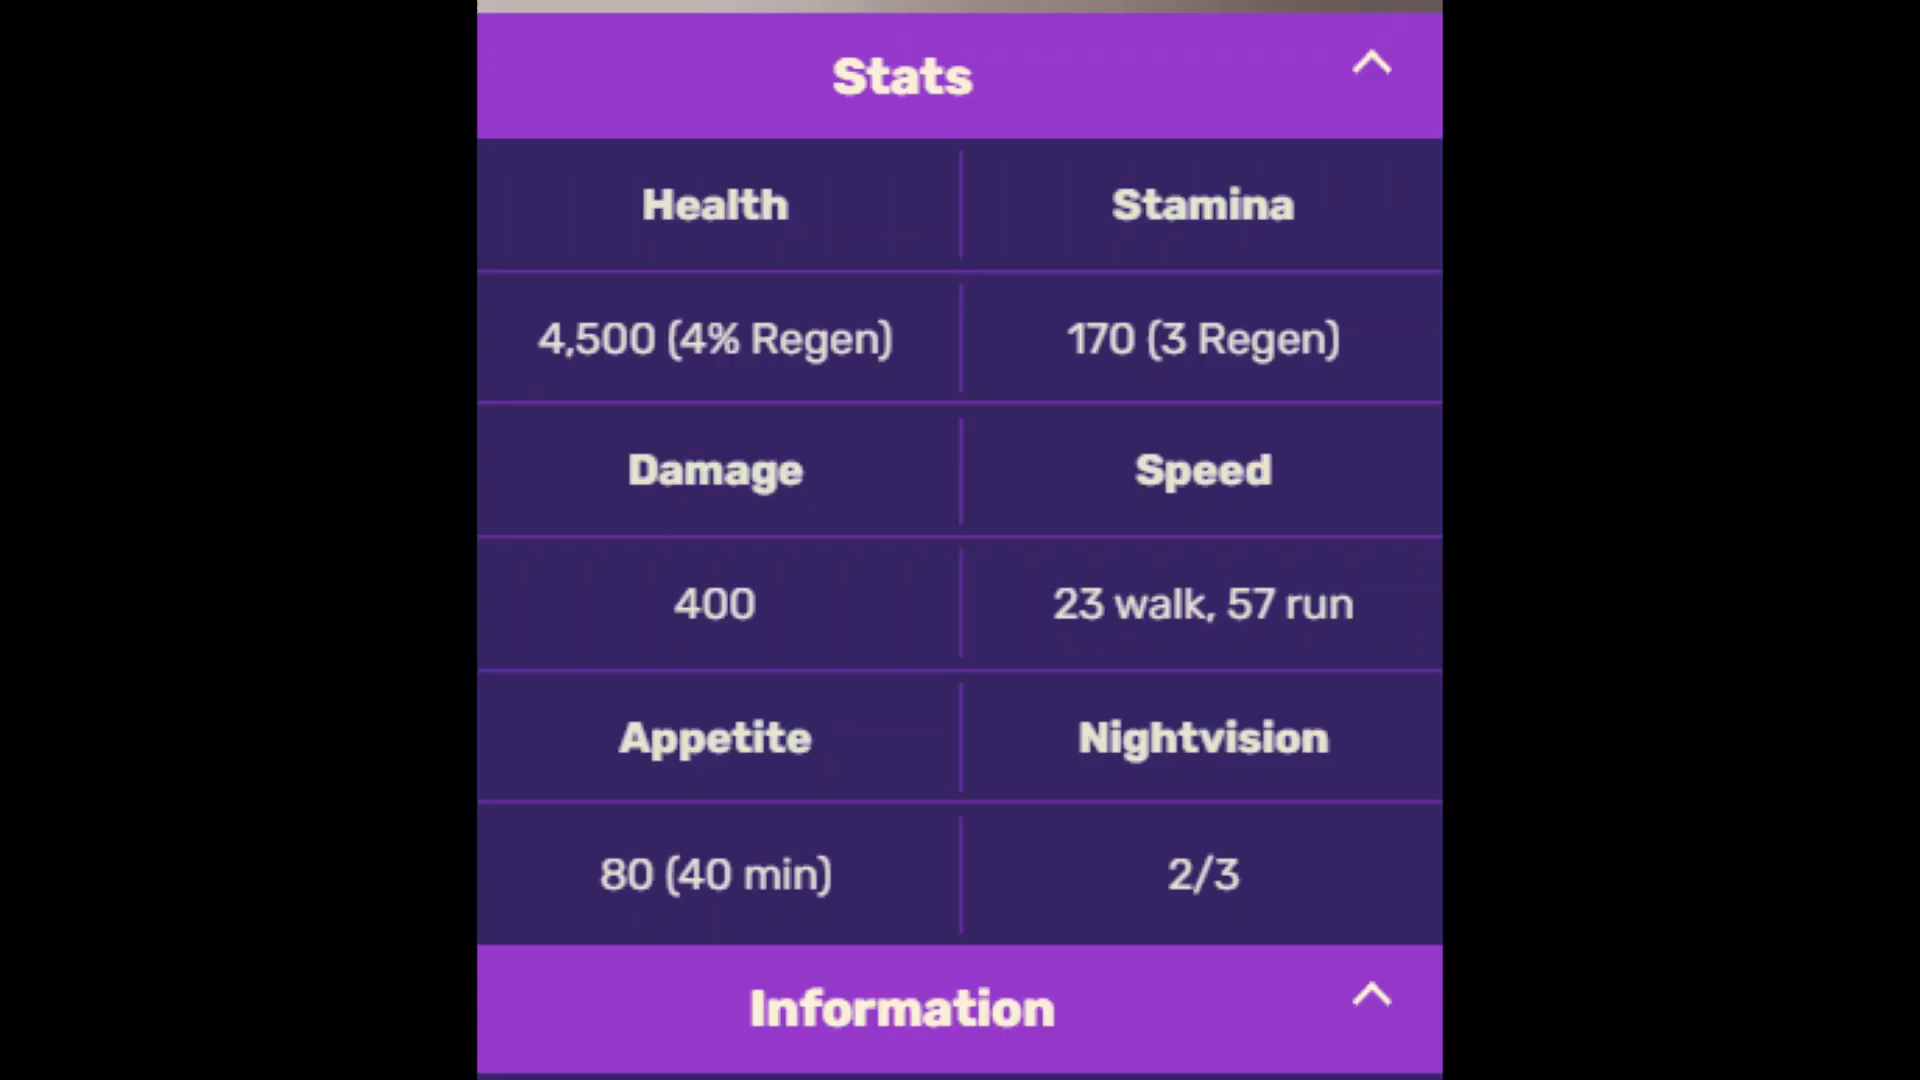 Stats
Health Stamina
4,500 (4% Regen) 170 (3 Regen)
Damage Speed
400 23 walk, 57 run
Appetite Nightvision
80 (40 min) 2/3
Information